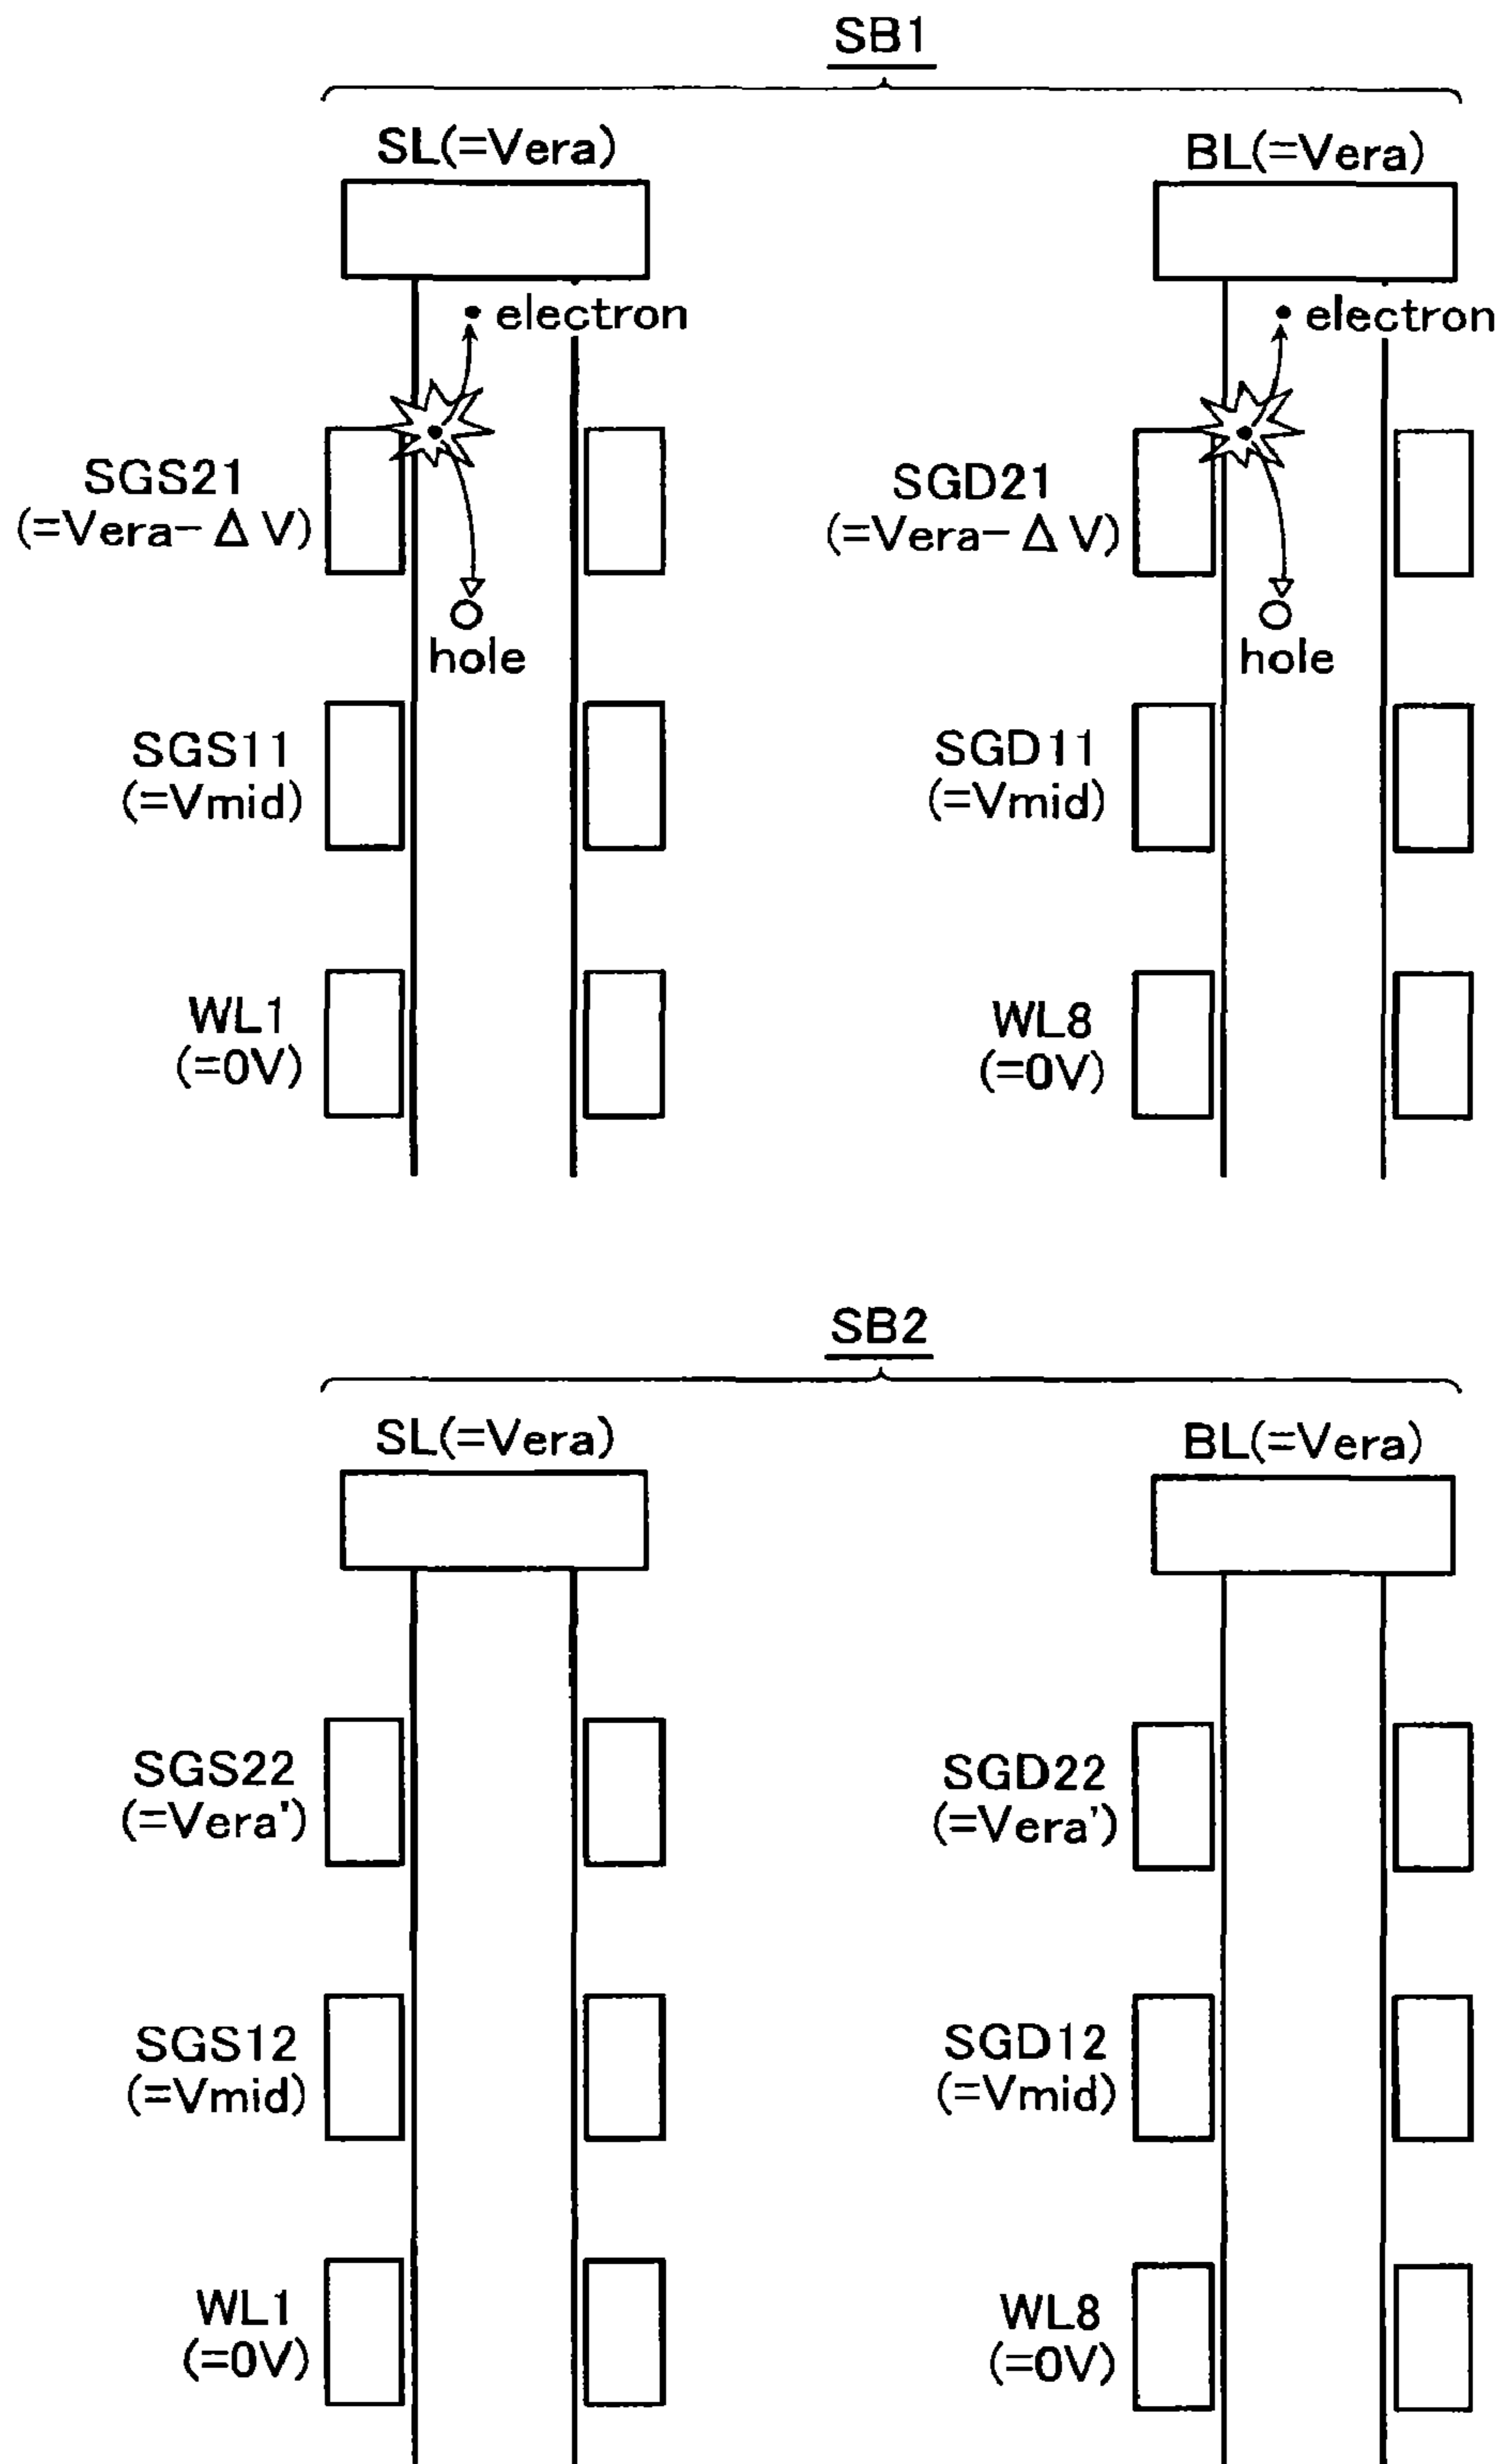 SB1
SL(=Vera)
BL(=Vera)
electron
electron
SGS21
(=Vera-ΔV)
SGD21
(=Vera-ΔV)
hole
hole
SGS11
(=Vmid)
SGD11
(=Vmid)
WL1
(=0V)
WL8
(=0V)
SB2
SL(=Vera)
BL(=Vera)
SGS22
(=Vera')
SGD22
(=Vera')
SGS12
(=Vmid)
SGD12
(=Vmid)
WL1
(=0V)
WL8
(=0V)